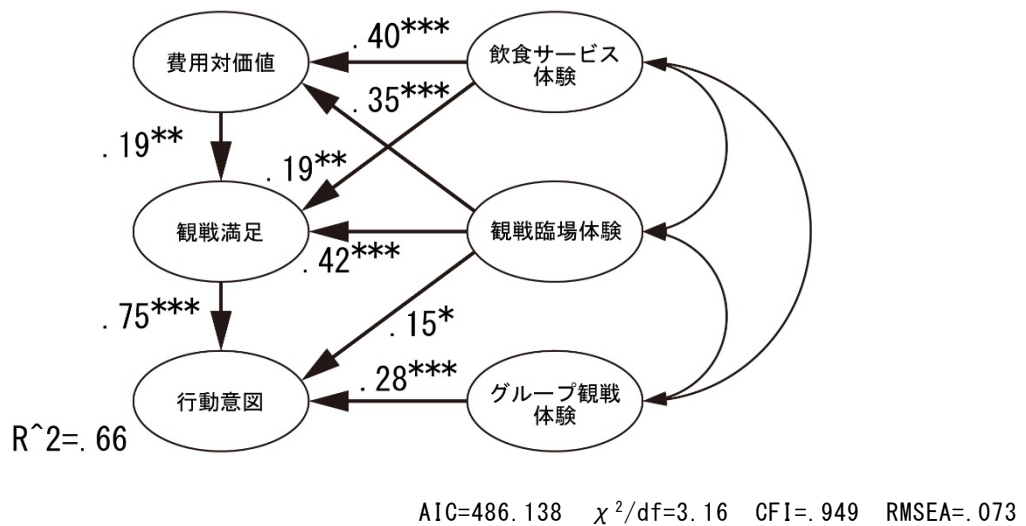 .40***
費用対価値
飲食サービス
体験
.35***
.19**
.19**
観戦満足
観戦臨場体験
.42***
.75***
.15*
.28***
行動意図
グループ観戦
体験
R^2=.66
AIC=486.138 χ²/df=3.16 CFI=.949 RMSEA=.073